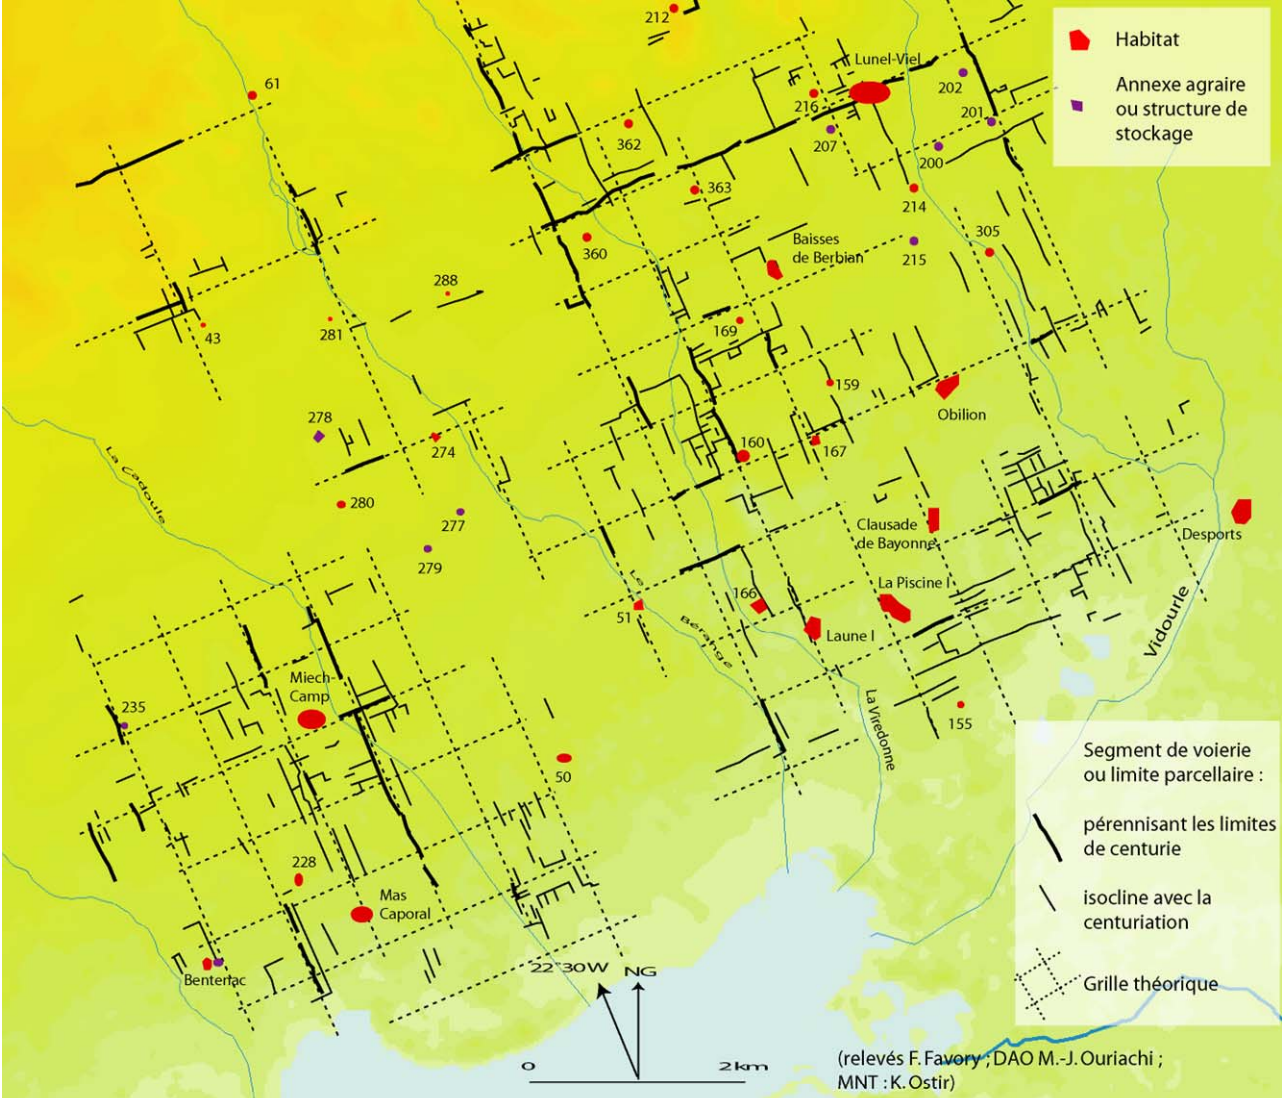 212
Lunel-Viel
Habitat
61
202
Annexe agraire
ou structure de
stockage
216
201
362
207
200
363
214
305
360
Baisses
de Berbian
215
288
43
281
169
159
Obilion
278
160
167
274
La Cadoule
280
277
Clausade
de Bayonne
Desports
279
Le
Bérange
166
La Piscine I
51
Laune I
Vidourle
Miech-
Camp
235
La Viredonne
155
50
Segment de voierie
ou limite parcellaire :
pérennisant les limites
de centurie
228
Mas
Caporal
isocline avec la
centuriation
Bentenac
22°30W
NG
Grille théorique
0
2km
(relevés F. Favory ; DAO M.-J. Ouriachi ;
MNT : K. Ostir)